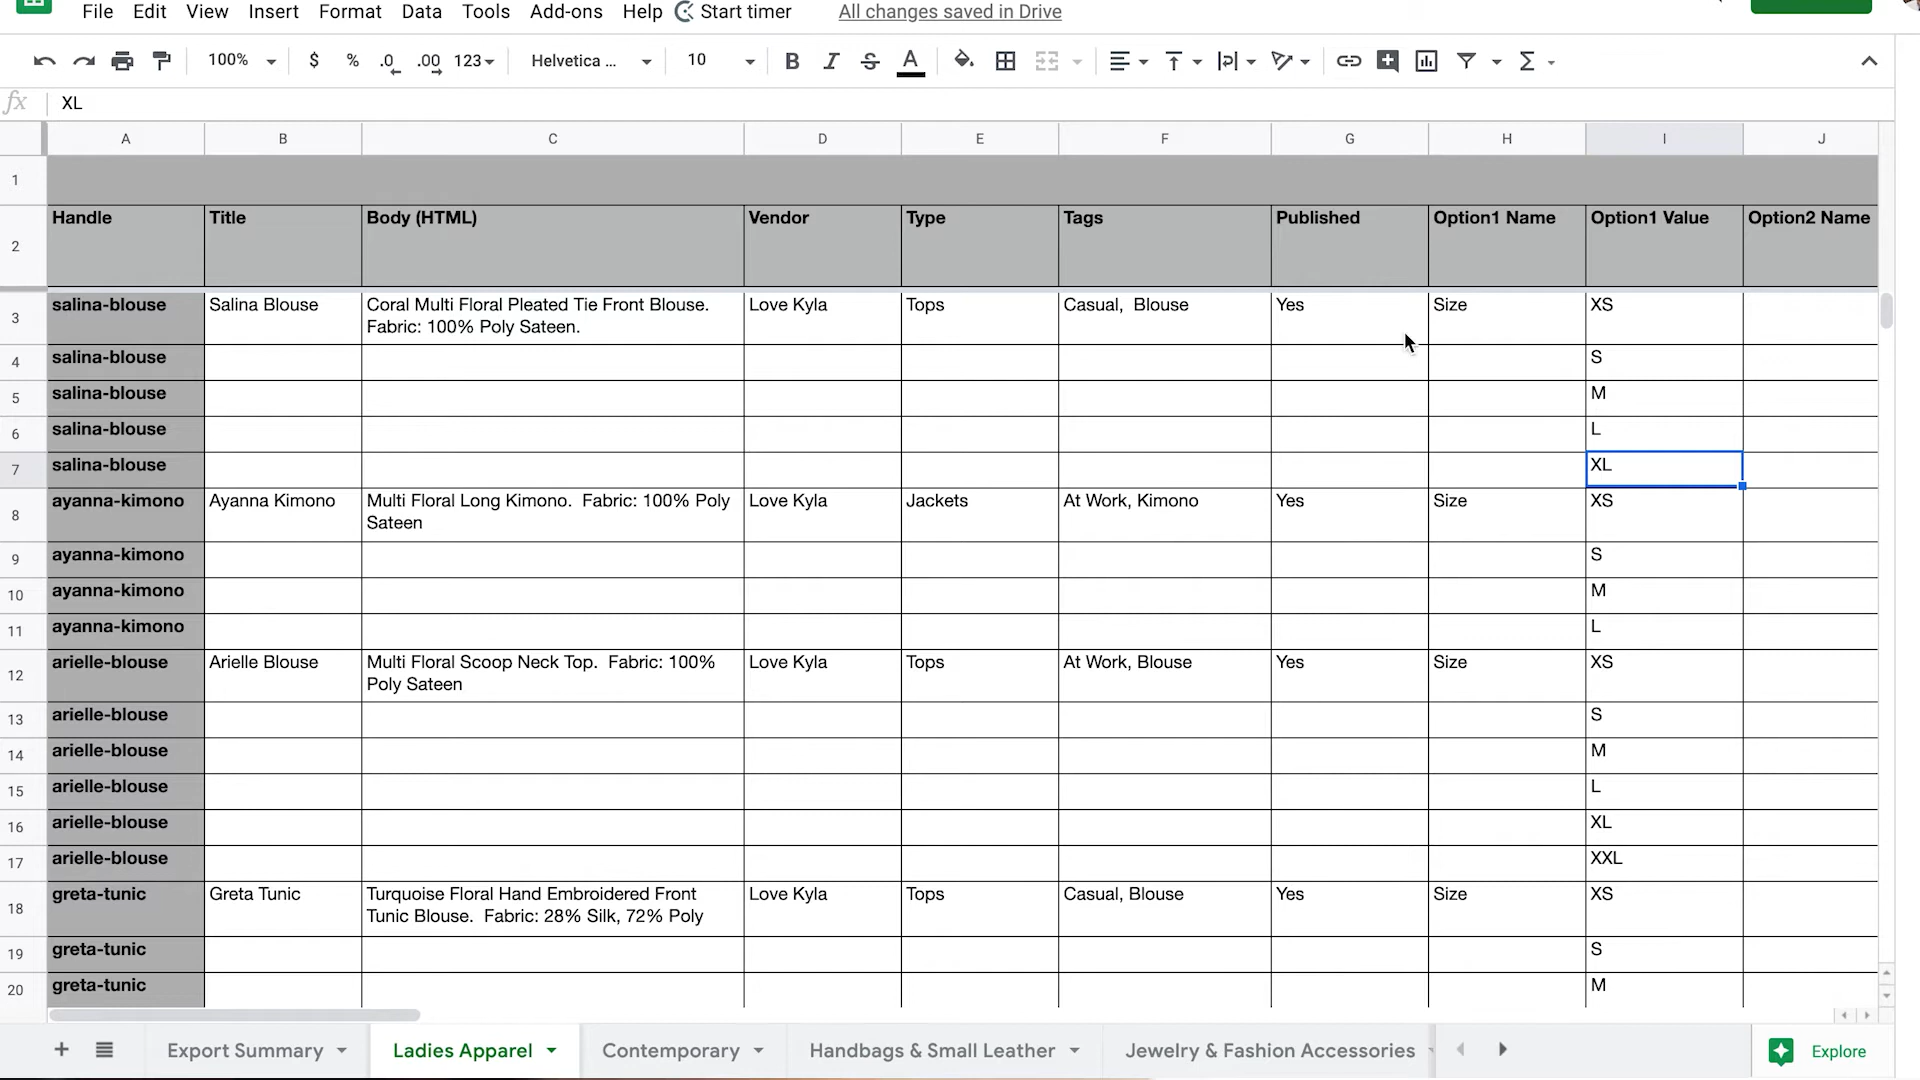 File Edit View Insert Format Data Tools Add-ons Help Start timer All changes saved in Drive
100% $ % .0 .00 123 Helvetica ... 10 B I S A Σ
fx XL
A B C D E F G H I J
1
2 Handle Title Body (HTML) Vendor Type Tags Published Option1 Name Option1 Value Option2 Name
3 salina-blouse Salina Blouse Coral Multi Floral Pleated Tie Front Blouse. Love Kyla Tops Casual, Blouse Yes Size XS
Fabric: 100% Poly Sateen.
4 salina-blouse S
5 salina-blouse M
6 salina-blouse L
7 salina-blouse XL
8 ayanna-kimono Ayanna Kimono Multi Floral Long Kimono. Fabric: 100% Poly Love Kyla Jackets At Work, Kimono Yes Size XS
Sateen
9 ayanna-kimono S
10 ayanna-kimono M
11 ayanna-kimono L
12 arielle-blouse Arielle Blouse Multi Floral Scoop Neck Top. Fabric: 100% Love Kyla Tops At Work, Blouse Yes Size XS
Poly Sateen
13 arielle-blouse S
14 arielle-blouse M
15 arielle-blouse L
16 arielle-blouse XL
17 arielle-blouse XXL
18 greta-tunic Greta Tunic Turquoise Floral Hand Embroidered Front Love Kyla Tops Casual, Blouse Yes Size XS
Tunic Blouse. Fabric: 28% Silk, 72% Poly
19 greta-tunic S
20 greta-tunic M
+ Export Summary Ladies Apparel Contemporary Handbags & Small Leather Jewelry & Fashion Accessories Explore